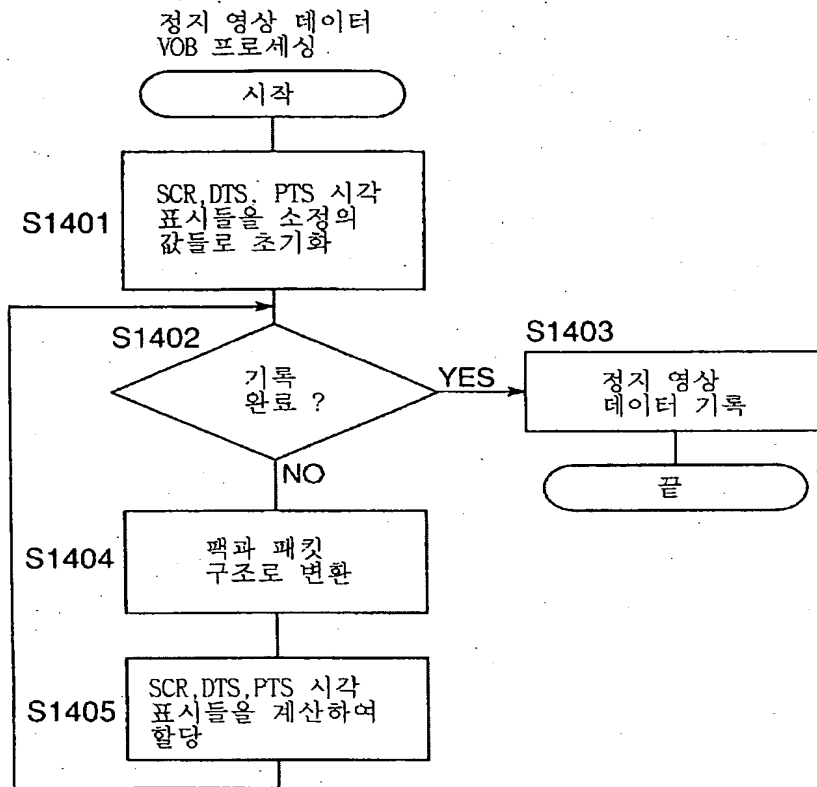 정지 영상 데이터
VOB 프로세싱
시작
S1401
SCR,DTS. PTS 시각
표시들을 소정의
값들로 초기화
S1402
기록
완료 ?
YES
S1403
정지 영상
데이터 기록
끝
NO
S1404
팩과 패킷
구조로 변환
S1405
SCR,DTS,PTS 시각
표시들을 계산하여
할당